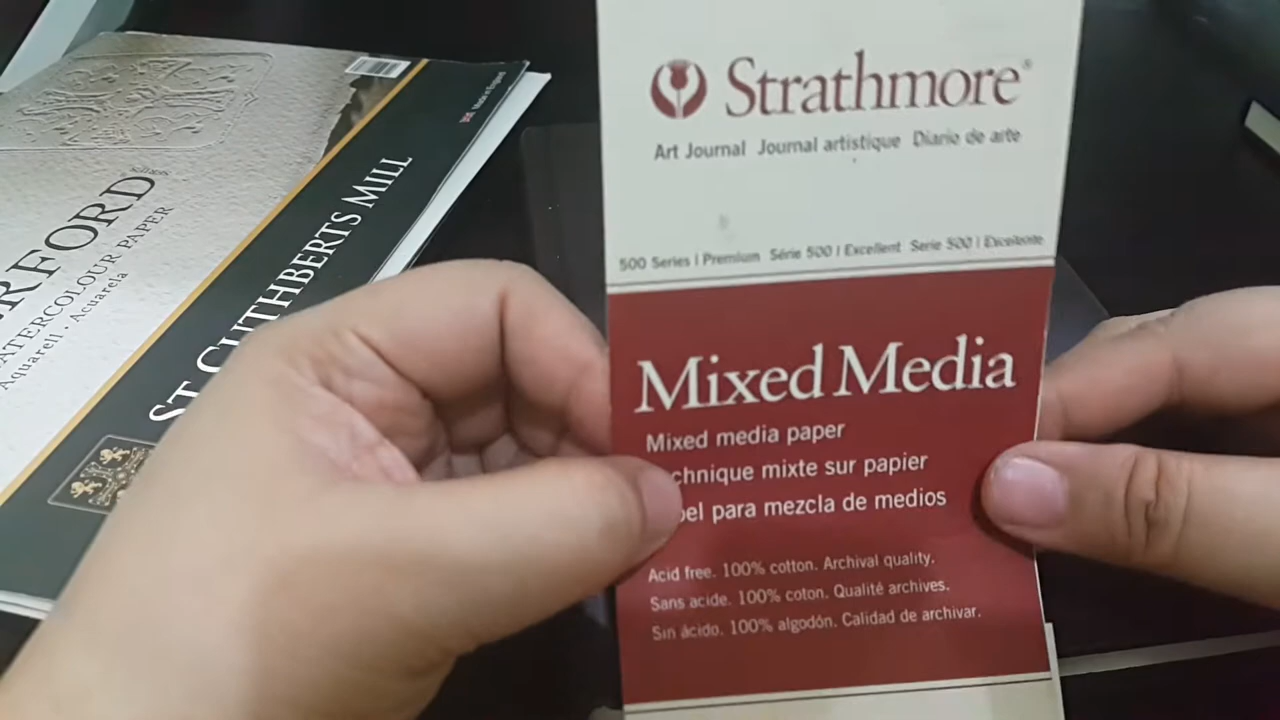 Strathmore®
Art Journal Journal artistique Diario de arte
500 Series | Premium Série 500 | Excellent Serie 500 | Excelente
Mixed Media
Mixed media paper
chnique mixte sur papier
pel para mezcla de medios
Acid free. 100% cotton. Archival quality.
Sans acide. 100% coton. Qualité archives.
Sin ácido. 100% algodón. Calidad de archivar.
RFORD
ATERCOLOUR PAPER
Aquarell · Acuarela
ST CUTHBERTS MILL
Made in England